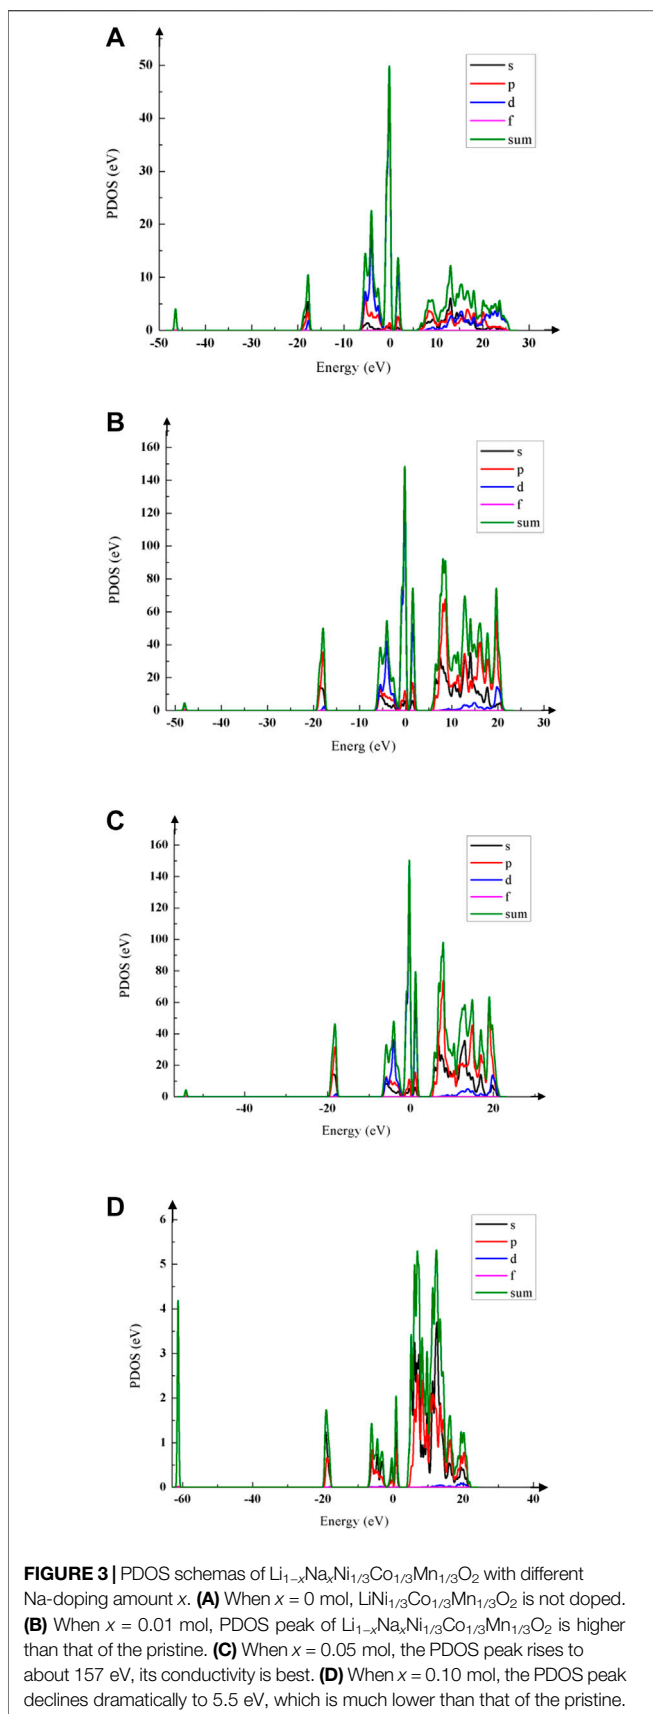 A
50
40
30
20
10
0
PDOS (eV)
s
p
d
f
sum
-50 -40 -30 -20 -10 0 10 20 30
Energy (eV)
B
160
140
120
100
80
60
40
20
0
PDOS (eV)
s
p
d
f
sum
-50 -40 -30 -20 -10 0 10 20 30
Energ (eV)
C
160
140
120
100
80
60
40
20
0
PDOS (eV)
s
p
d
f
sum
-40 -20 0 20
Energy (eV)
D
6
5
4
3
2
1
0
PDOS (eV)
s
p
d
f
sum
-60 -40 -20 0 20 40
Energy (eV)
FIGURE 3 | PDOS schemas of Li₁₋ₓNaₓNi₁/₃Co₁/₃Mn₁/₃O₂ with different
Na-doping amount x. (A) When x = 0 mol, LiNi₁/₃Co₁/₃Mn₁/₃O₂ is not doped.
(B) When x = 0.01 mol, PDOS peak of Li₁₋ₓNaₓNi₁/₃Co₁/₃Mn₁/₃O₂ is higher
than that of the pristine. (C) When x = 0.05 mol, the PDOS peak rises to
about 157 eV, its conductivity is best. (D) When x = 0.10 mol, the PDOS peak
declines dramatically to 5.5 eV, which is much lower than that of the pristine.